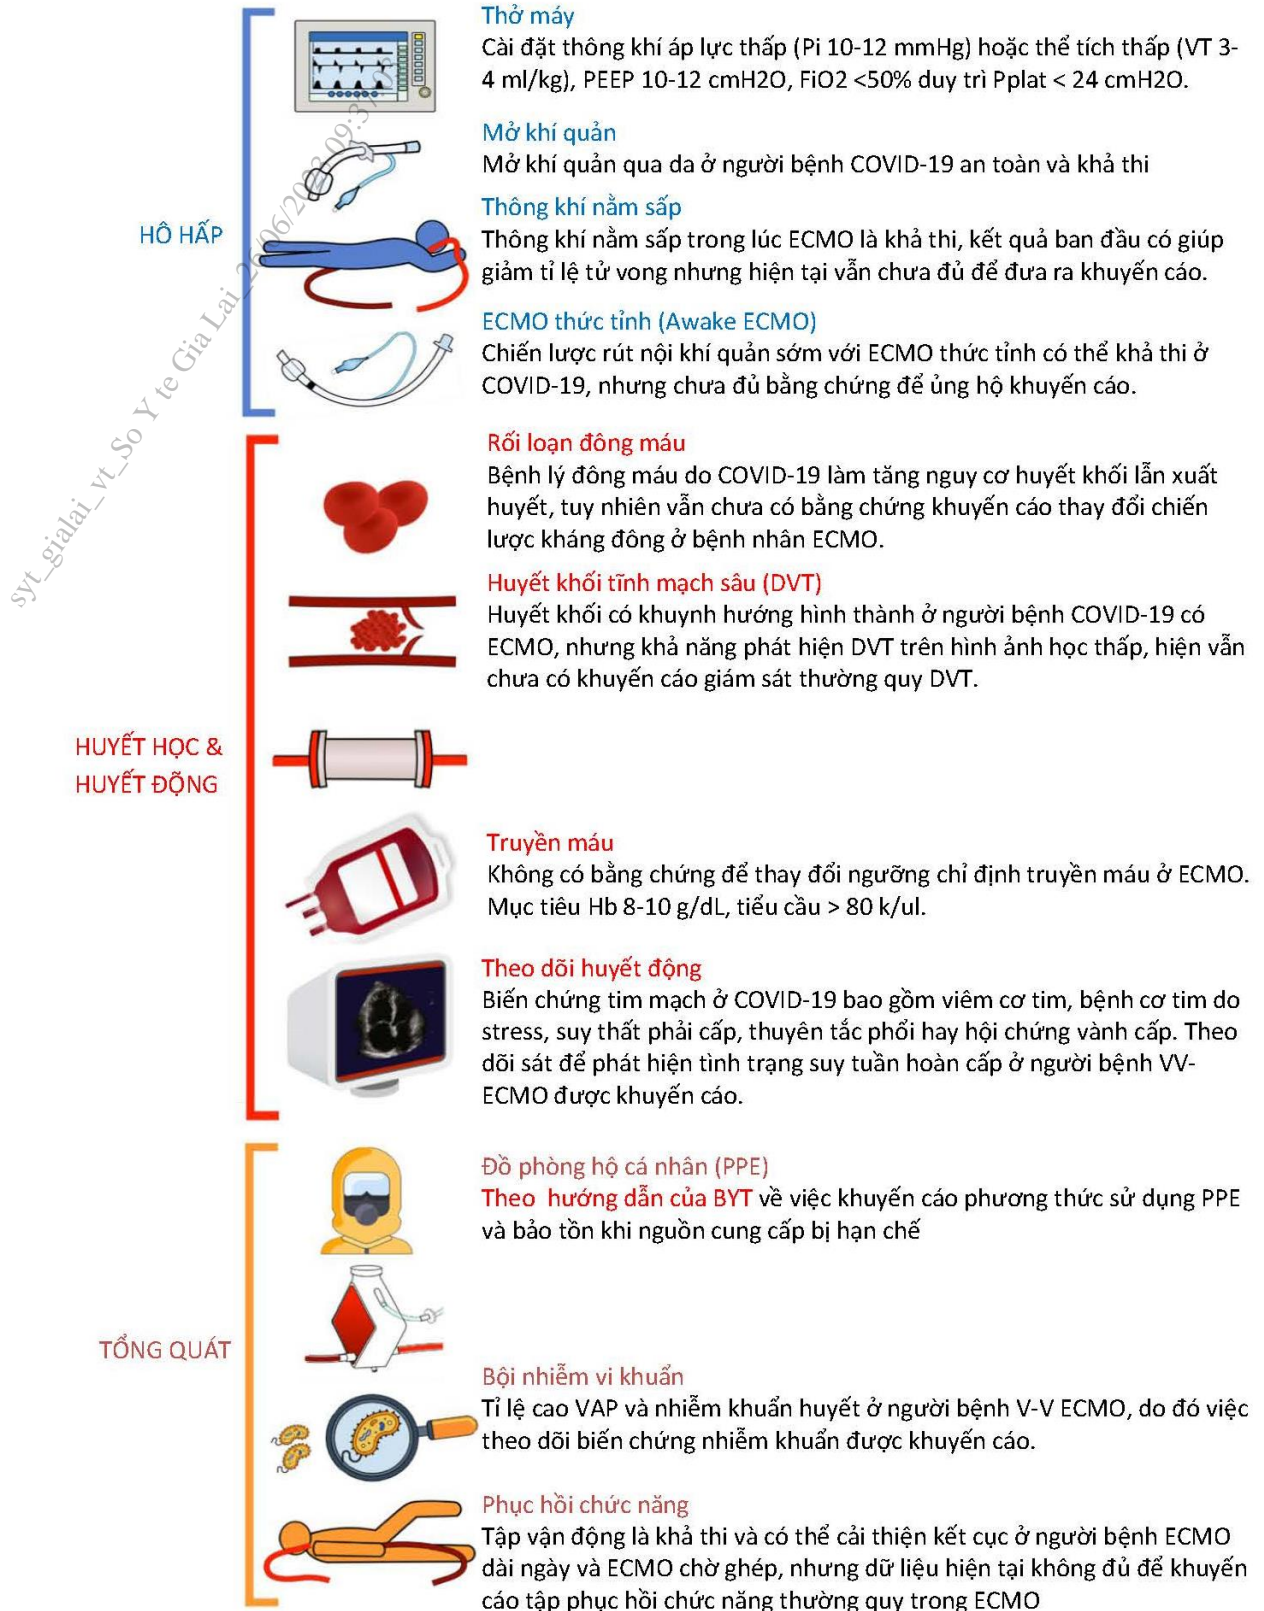 Thở máy
Cài đặt thông khí áp lực thấp (Pi 10-12 mmHg) hoặc thể tích thấp (VT 3-
4 ml/kg), PEEP 10-12 cmH2O, FiO2 <50% duy trì Pplat < 24 cmH2O.
Mở khí quản
Mở khí quản qua da ở người bệnh COVID-19 an toàn và khả thi
HÔ HẤP
Thông khí nằm sấp
Thông khí nằm sấp trong lúc ECMO là khả thi, kết quả ban đầu có giúp
giảm tỉ lệ tử vong nhưng hiện tại vẫn chưa đủ để đưa ra khuyến cáo.
ECMO thức tỉnh (Awake ECMO)
Chiến lược rút nội khí quản sớm với ECMO thức tỉnh có thể khả thi ở
COVID-19, nhưng chưa đủ bằng chứng để ủng hộ khuyến cáo.
syt_gialai_vt_So Y te Gia Lai_26/06/2023 09:37:
Rối loạn đông máu
Bệnh lý đông máu do COVID-19 làm tăng nguy cơ huyết khối lẫn xuất
huyết, tuy nhiên vẫn chưa có bằng chứng khuyến cáo thay đổi chiến
lược kháng đông ở bệnh nhân ECMO.
Huyết khối tĩnh mạch sâu (DVT)
Huyết khối có khuynh hướng hình thành ở người bệnh COVID-19 có
ECMO, nhưng khả năng phát hiện DVT trên hình ảnh học thấp, hiện vẫn
chưa có khuyến cáo giám sát thường quy DVT.
HUYẾT HỌC &
HUYẾT ĐỘNG
Truyền máu
Không có bằng chứng để thay đổi ngưỡng chỉ định truyền máu ở ECMO.
Mục tiêu Hb 8-10 g/dL, tiểu cầu > 80 k/ul.
Theo dõi huyết động
Biến chứng tim mạch ở COVID-19 bao gồm viêm cơ tim, bệnh cơ tim do
stress, suy thất phải cấp, thuyên tắc phổi hay hội chứng vành cấp. Theo
dõi sát để phát hiện tình trạng suy tuần hoàn cấp ở người bệnh VV-
ECMO được khuyến cáo.
Đồ phòng hộ cá nhân (PPE)
Theo hướng dẫn của BYT về việc khuyến cáo phương thức sử dụng PPE
và bảo tồn khi nguồn cung cấp bị hạn chế
TỔNG QUÁT
Bội nhiễm vi khuẩn
Tỉ lệ cao VAP và nhiễm khuẩn huyết ở người bệnh V-V ECMO, do đó việc
theo dõi biến chứng nhiễm khuẩn được khuyến cáo.
Phục hồi chức năng
Tập vận động là khả thi và có thể cải thiện kết cục ở người bệnh ECMO
dài ngày và ECMO chờ ghép, nhưng dữ liệu hiện tại không đủ để khuyến
cáo tập phục hồi chức năng thường quy trong ECMO